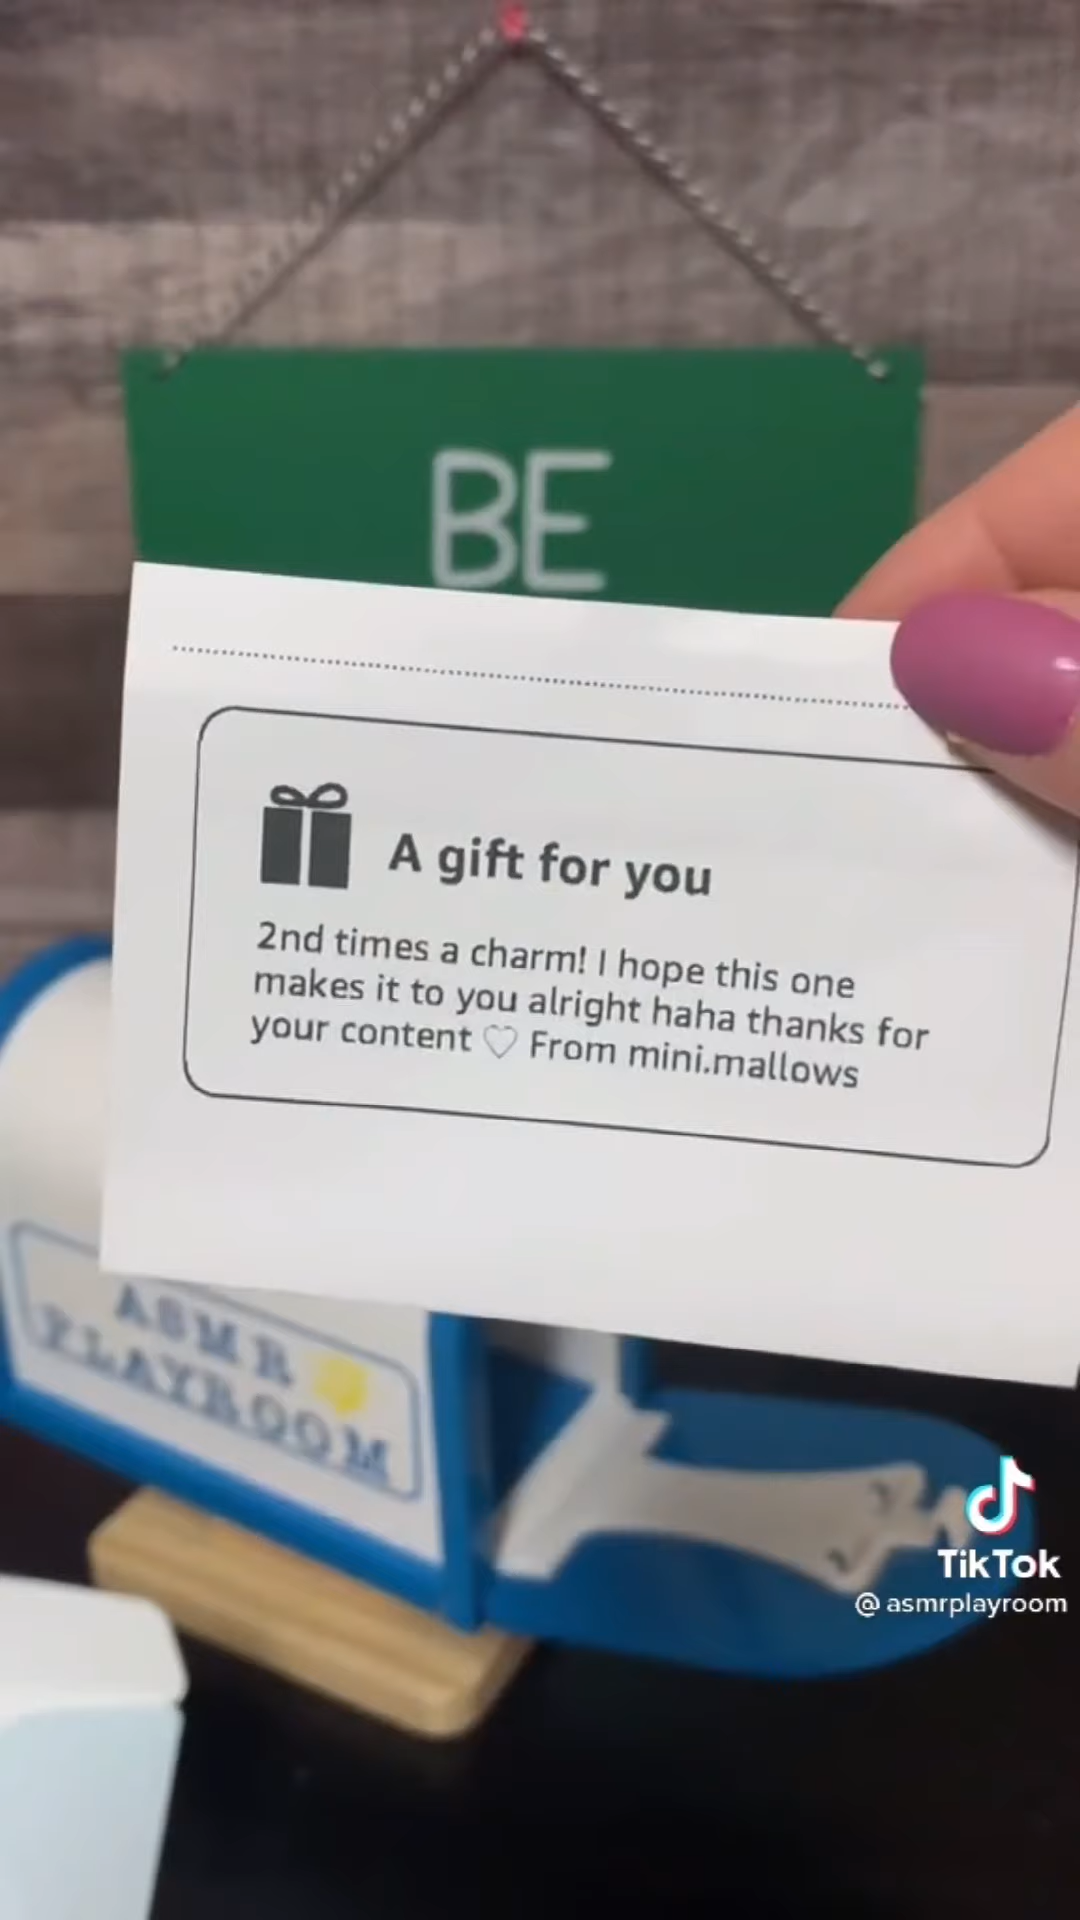 BE
A gift for you
2nd times a charm! I hope this one
makes it to you alright haha thanks for
your content ♡ From mini.mallows
ASMR
PLAYROOM
TikTok
@asmrplayroom